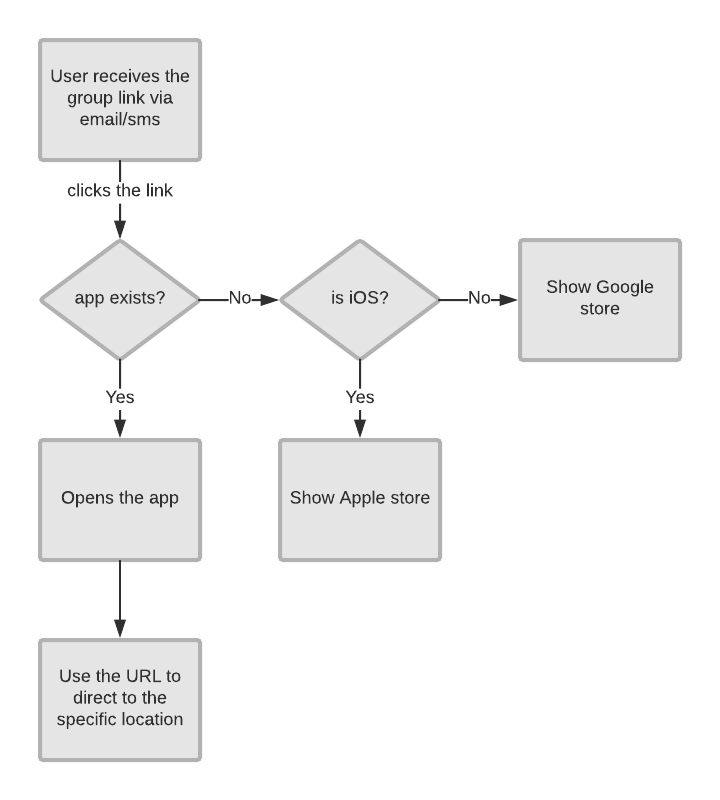 User receives the
group link via
email/sms
clicks the link
app exists?
No
is iOS?
No
Show Google
store
Yes
Yes
Opens the app
Show Apple store
Use the URL to
direct to the
specific location